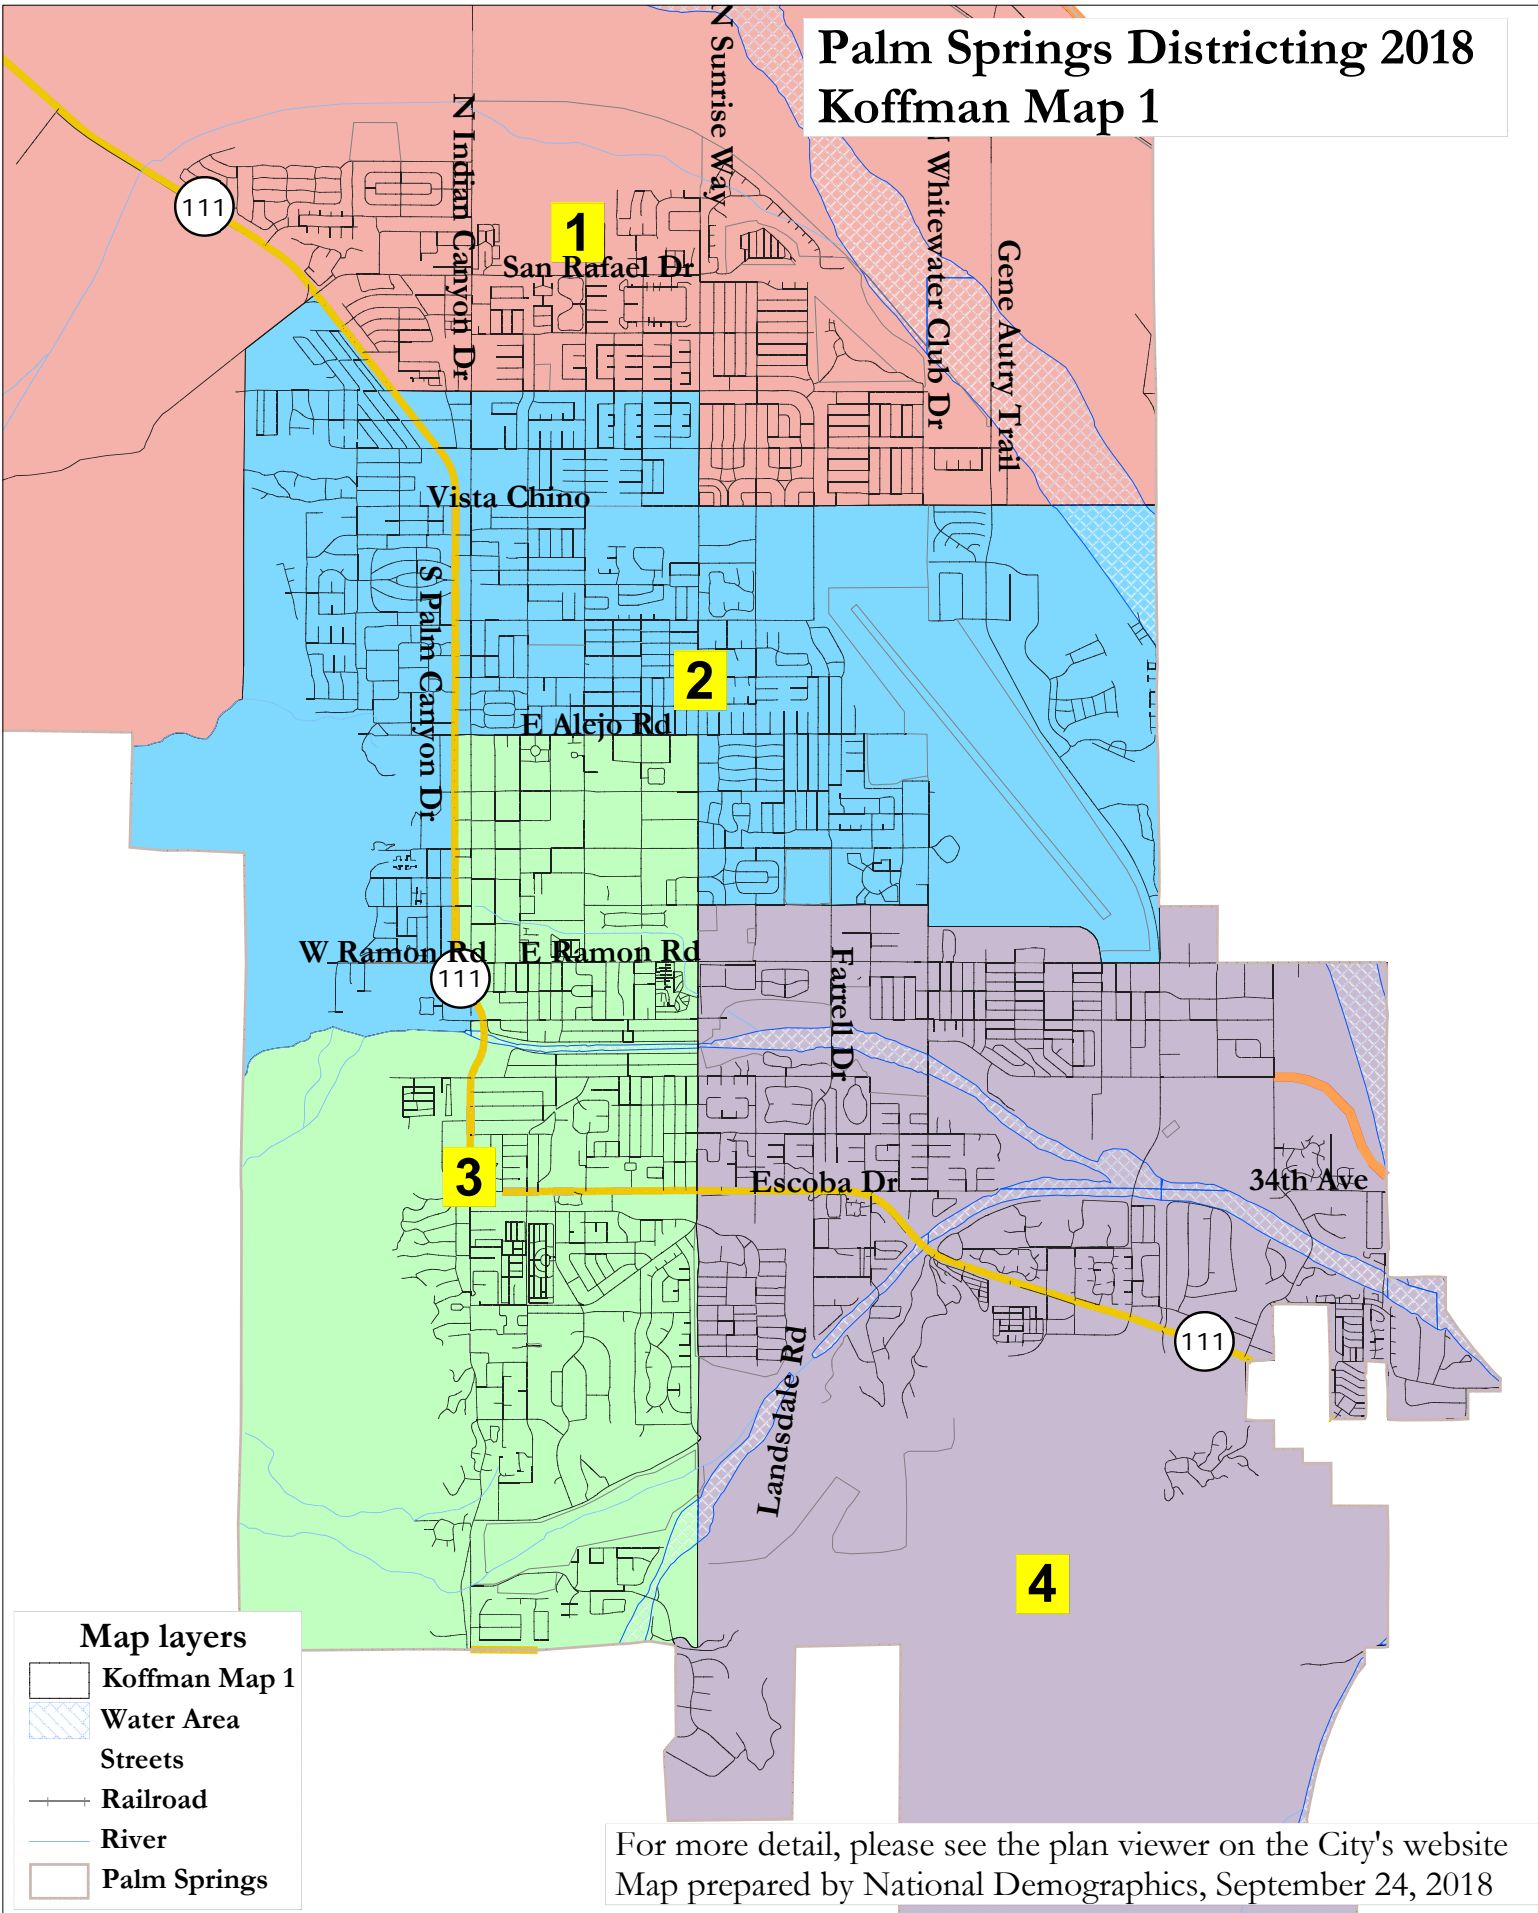 Palm Springs Districting 2018
Koffman Map 1
N Sunrise Way
N Indian Canyon Dr
Whitewater Club Dr
Gene Autry Trail
111
1
San Rafael Dr
Vista Chino
S Palm Canyon Dr
2
E Alejo Rd
W Ramon Rd
E Ramon Rd
111
Farrell Dr
3
Escoba Dr
34th Ave
111
Landsdale Rd
4
Map layers
Koffman Map 1
Water Area
Streets
Railroad
River
Palm Springs
For more detail, please see the plan viewer on the City's website
Map prepared by National Demographics, September 24, 2018